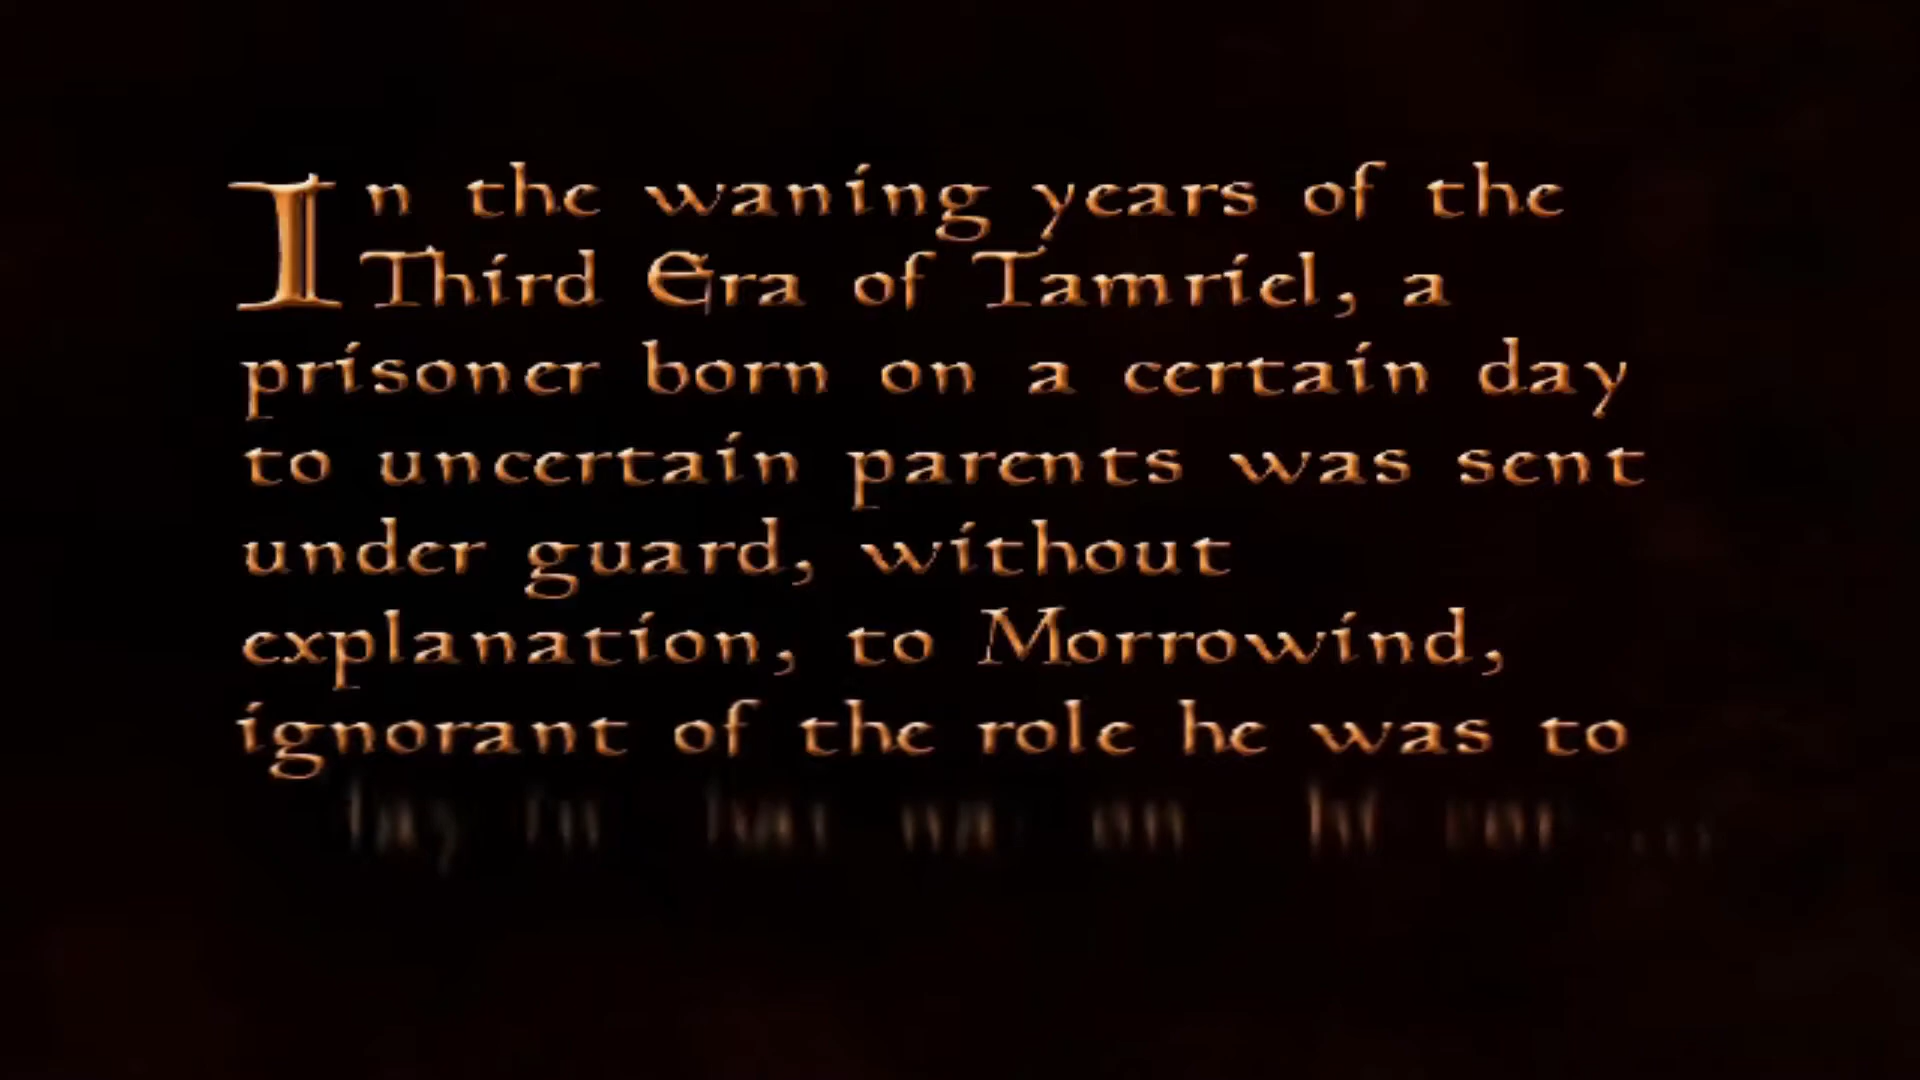 In the waning years of the
Third Era of Tamriel, a
prisoner born on a certain day
to uncertain parents was sent
under guard, without
explanation, to Morrowind,
ignorant of the role he was to